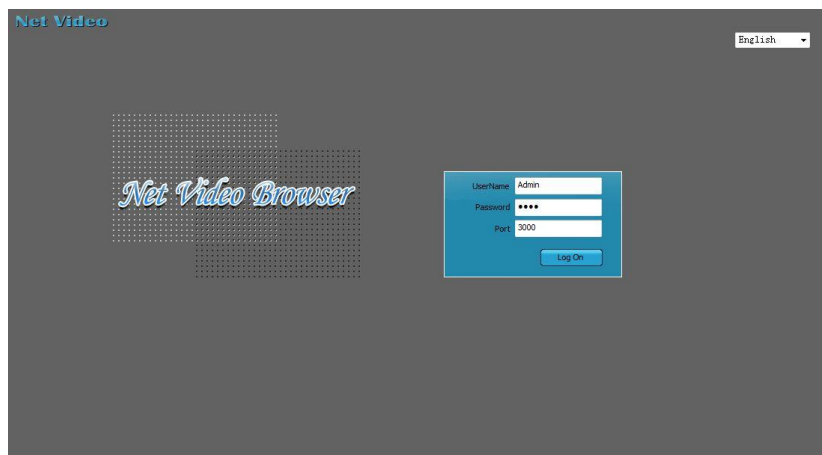 Net Video
English
Net Video Browser
UserName Admin
Password ••••
Port 3000
Log On